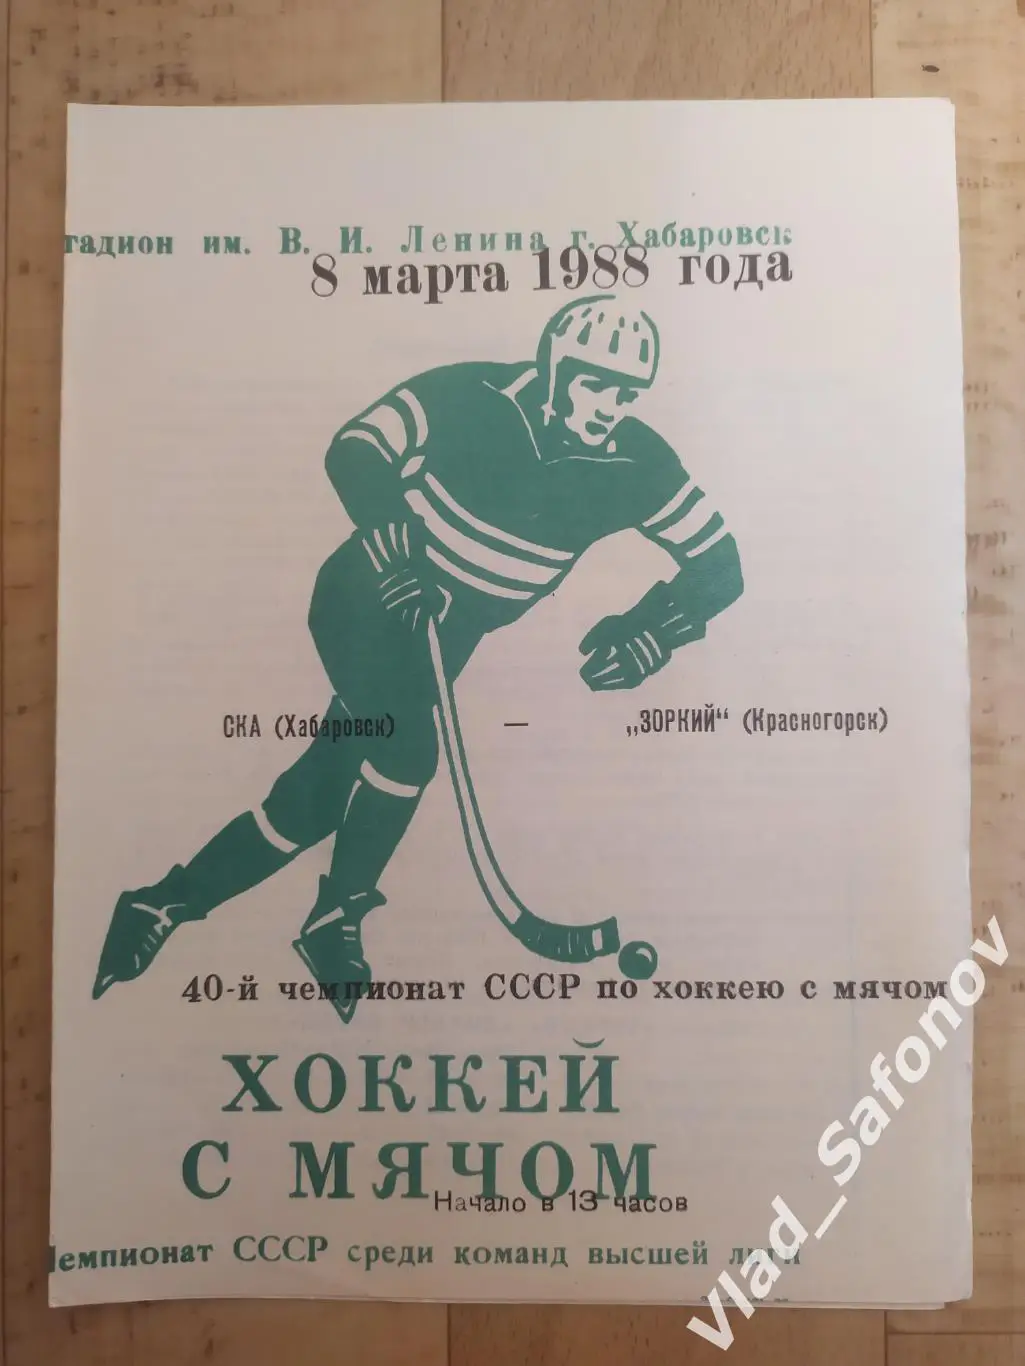 тадион им. В. И. Ленина г. Хабаровск
8 марта 1988 года
СКА (Хабаровск) — „ЗОРКИЙ“ (Красногорск)
40-й чемпионат СССР по хоккею с мячом
ХОККЕЙ
С МЯЧОМ
Начало в 13 часов
Чемпионат СССР среди команд высшей лиги
Vlad_Safonov